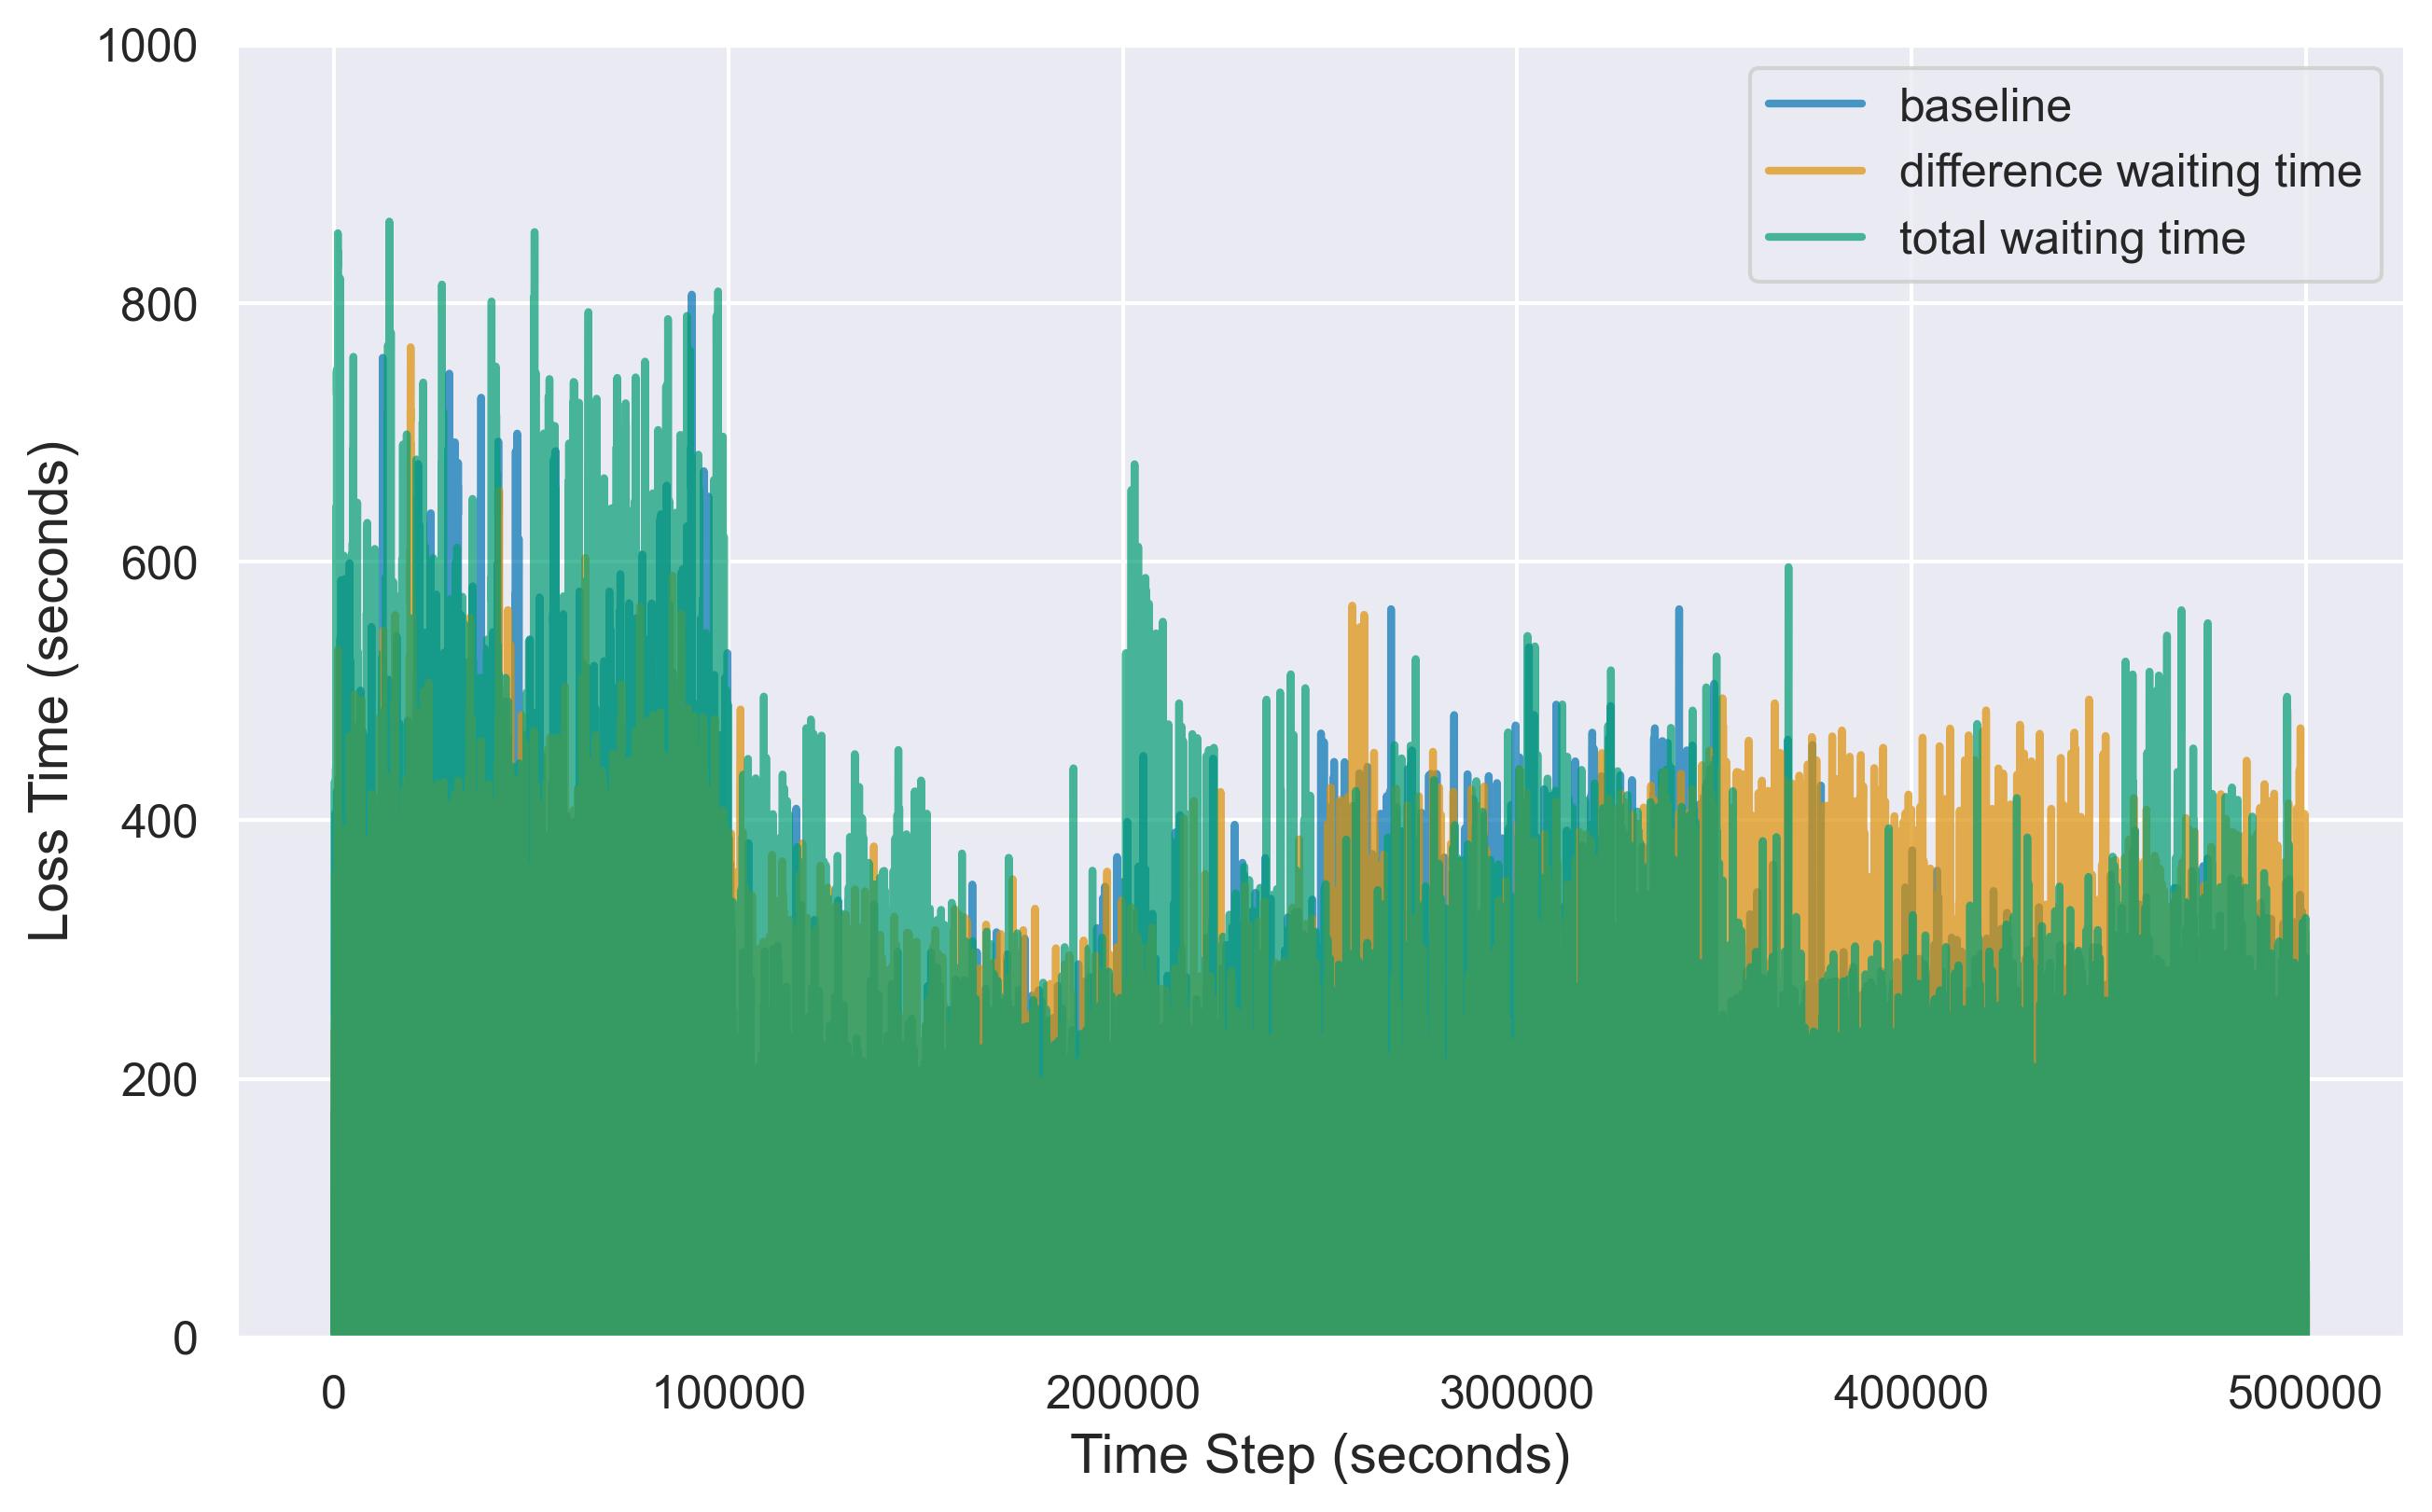 1000
800
600
400
200
0
Loss Time (seconds)
baseline
difference waiting time
total waiting time
0 100000 200000 300000 400000 500000
Time Step (seconds)